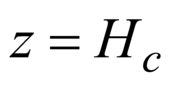 z = H_c